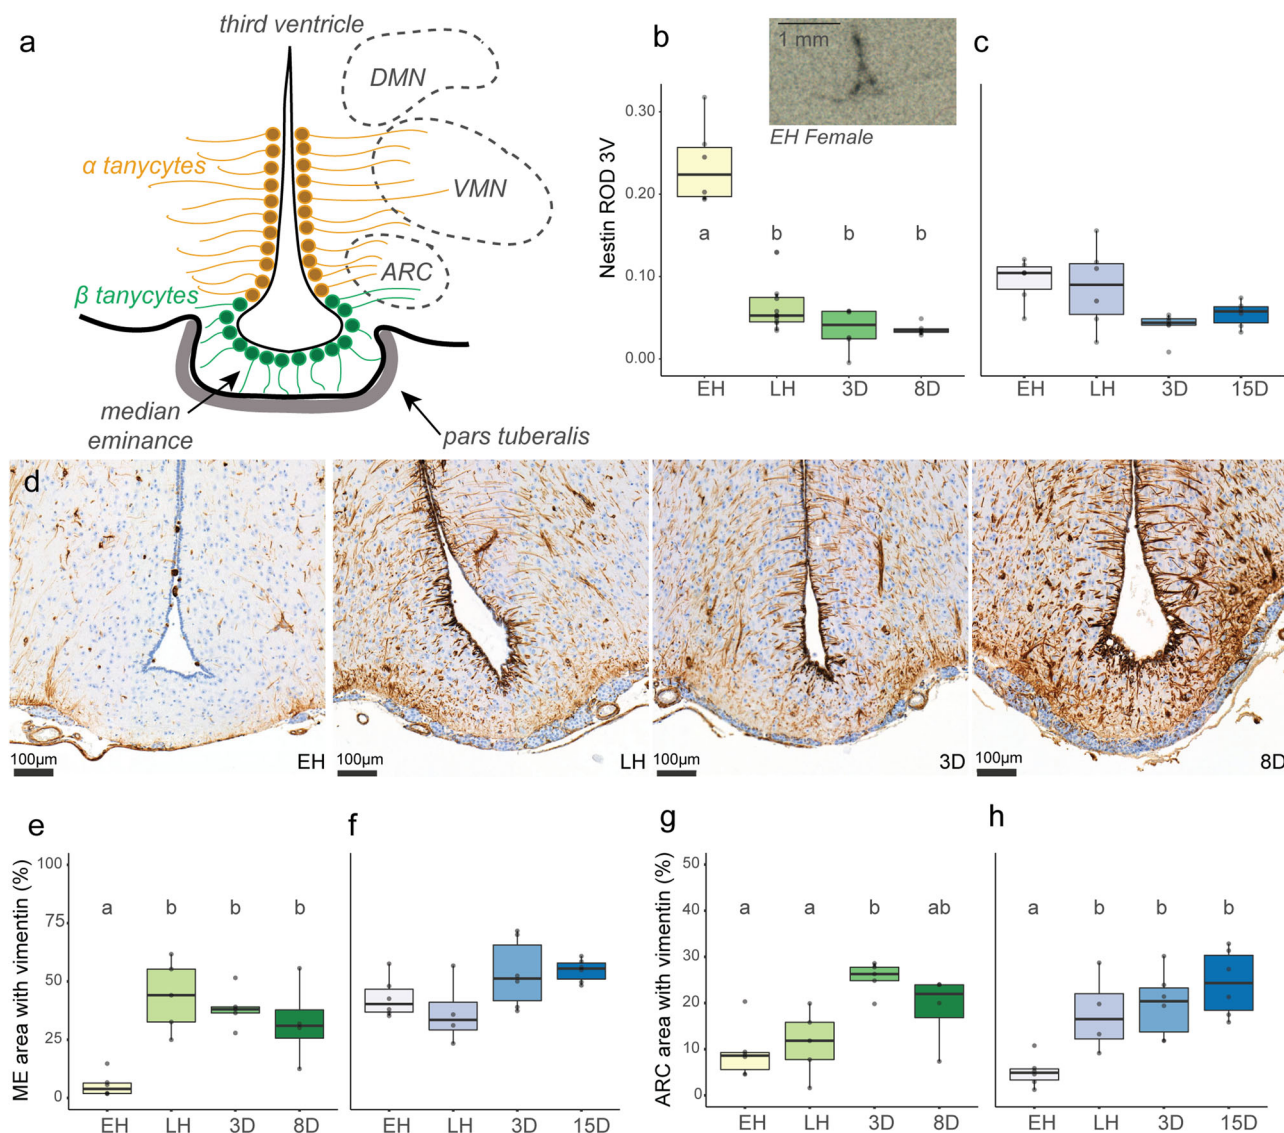 a
third ventricle
DMN
α tanycytes
VMN
ARC
β tanycytes
median
eminance
pars tuberalis
b
1 mm
EH Female
Nestin ROD 3V
0.30
0.20
0.10
0.00
a
b
b
b
EH
LH
3D
8D
c
EH
LH
3D
15D
d
100µm
EH
100µm
LH
100µm
3D
100µm
8D
e
ME area with vimentin (%)
100
75
50
25
0
a
b
b
b
EH
LH
3D
8D
f
EH
LH
3D
15D
g
ARC area with vimentin (%)
50
40
30
20
10
0
a
a
b
ab
EH
LH
3D
8D
h
a
b
b
b
EH
LH
3D
15D